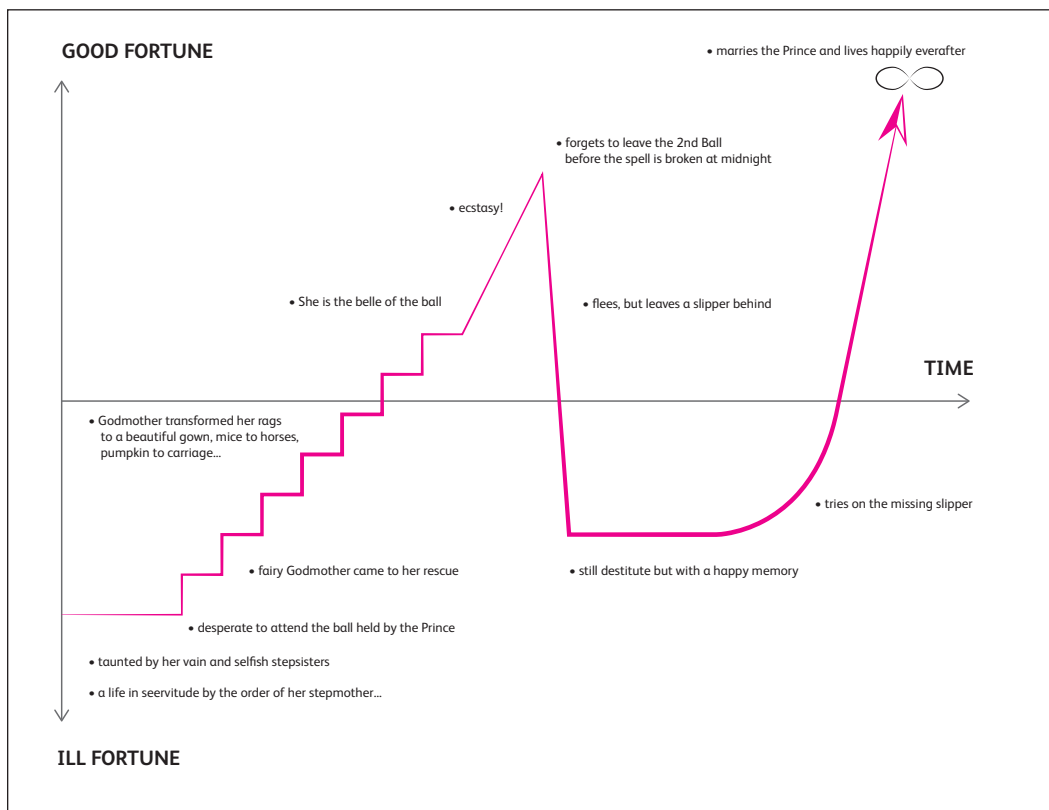 GOOD FORTUNE
• marries the Prince and lives happily everafter
• forgets to leave the 2nd Ball
before the spell is broken at midnight
• ecstasy!
• She is the belle of the ball
• flees, but leaves a slipper behind
TIME
• Godmother transformed her rags
to a beautiful gown, mice to horses,
pumpkin to carriage...
• tries on the missing slipper
• fairy Godmother came to her rescue
• still destitute but with a happy memory
• desperate to attend the ball held by the Prince
• taunted by her vain and selfish stepsisters
• a life in seervitude by the order of her stepmother...
ILL FORTUNE